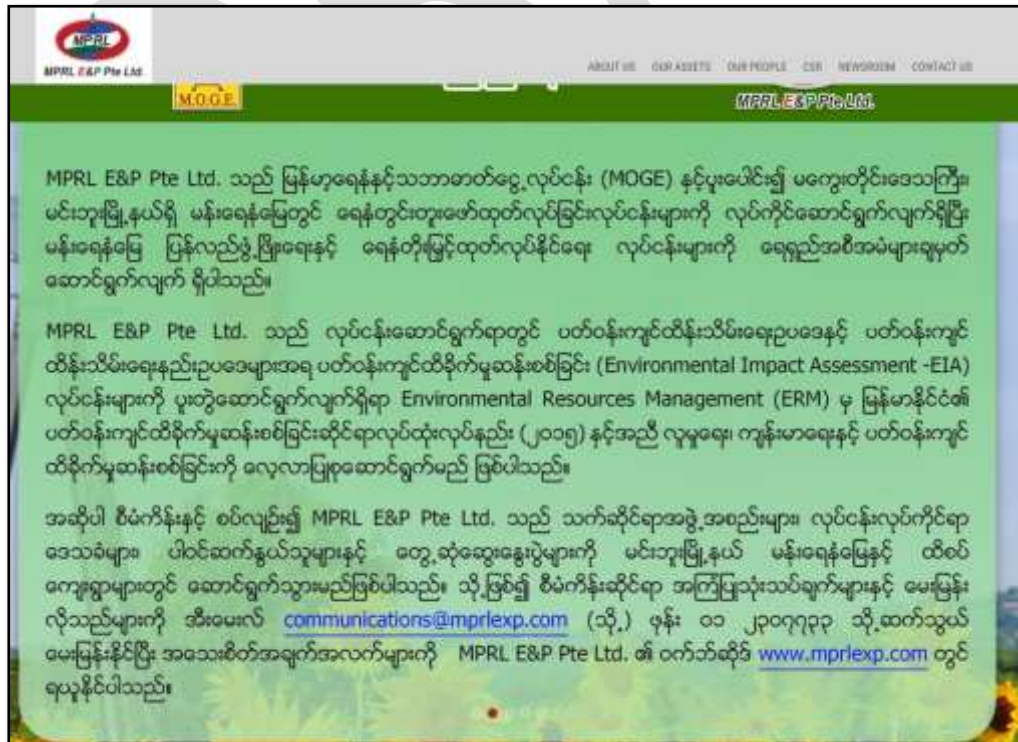 MPRL
MPRL E&P Pte Ltd.
ABOUT US OUR ASSETS OUR PEOPLE CSR NEWSROOM CONTACT US
M.O.G.E.
MPRL E&P Pte Ltd.
MPRL E&P Pte Ltd. သည် မြန်မာ့ရေနံနှင့်သဘာဝဓာတ်ငွေ့လုပ်ငန်း (MOGE) နှင့်ပူးပေါင်း၍ မကွေးတိုင်းဒေသကြီး၊
မင်းဘူးမြို့နယ်ရှိ မန်းရေနံမြေတွင် ရေနံတွင်းတူးဖော်ထုတ်လုပ်ခြင်းလုပ်ငန်းများကို လုပ်ကိုင်ဆောင်ရွက်လျက်ရှိပြီး
မန်းရေနံမြေ ပြန်လည်ဖွံ့ဖြိုးရေးနှင့် ရေနံတိုးမြှင့်ထုတ်လုပ်နိုင်ရေး လုပ်ငန်းများကို ရေရှည်အစီအမံများချမှတ်
ဆောင်ရွက်လျက် ရှိပါသည်။
MPRL E&P Pte Ltd. သည် လုပ်ငန်းဆောင်ရွက်ရာတွင် ပတ်ဝန်းကျင်ထိန်းသိမ်းရေးဥပဒေနှင့် ပတ်ဝန်းကျင်
ထိန်းသိမ်းရေးနည်းဥပဒေများအရ ပတ်ဝန်းကျင်ထိခိုက်မှုဆန်းစစ်ခြင်း (Environmental Impact Assessment -EIA)
လုပ်ငန်းများကို ပူးတွဲဆောင်ရွက်လျက်ရှိရာ Environmental Resources Management (ERM) မှ မြန်မာနိုင်ငံ၏
ပတ်ဝန်းကျင်ထိခိုက်မှုဆန်းစစ်ခြင်းဆိုင်ရာလုပ်ထုံးလုပ်နည်း (၂၀၁၅) နှင့်အညီ လူမှုရေး၊ ကျန်းမာရေးနှင့် ပတ်ဝန်းကျင်
ထိခိုက်မှုဆန်းစစ်ခြင်းကို လေ့လာပြုစုဆောင်ရွက်မည် ဖြစ်ပါသည်။
အဆိုပါ စီမံကိန်းနှင့် စပ်လျဉ်း၍ MPRL E&P Pte Ltd. သည် သက်ဆိုင်ရာအဖွဲ့အစည်းများ၊ လုပ်ငန်းလုပ်ကိုင်ရာ
ဒေသခံများ၊ ပါဝင်ဆက်နွယ်သူများနှင့် တွေ့ဆုံဆွေးနွေးပွဲများကို မင်းဘူးမြို့နယ် မန်းရေနံမြေနှင့် ထိစပ်
ကျေးရွာများတွင် ဆောင်ရွက်သွားမည်ဖြစ်ပါသည်။ သို့ဖြစ်၍ စီမံကိန်းဆိုင်ရာ အကြံပြုသုံးသပ်ချက်များနှင့် မေးမြန်း
လိုသည်များကို အီးမေးလ် communications@mprlexp.com (သို့) ဖုန်း ၀၁ ၂၃၀၇၇၃၃ သို့ဆက်သွယ်
မေးမြန်းနိုင်ပြီး အသေးစိတ်အချက်အလက်များကို MPRL E&P Pte Ltd. ၏ ဝက်ဘ်ဆိုဒ် www.mprlexp.com တွင်
ရယူနိုင်ပါသည်။